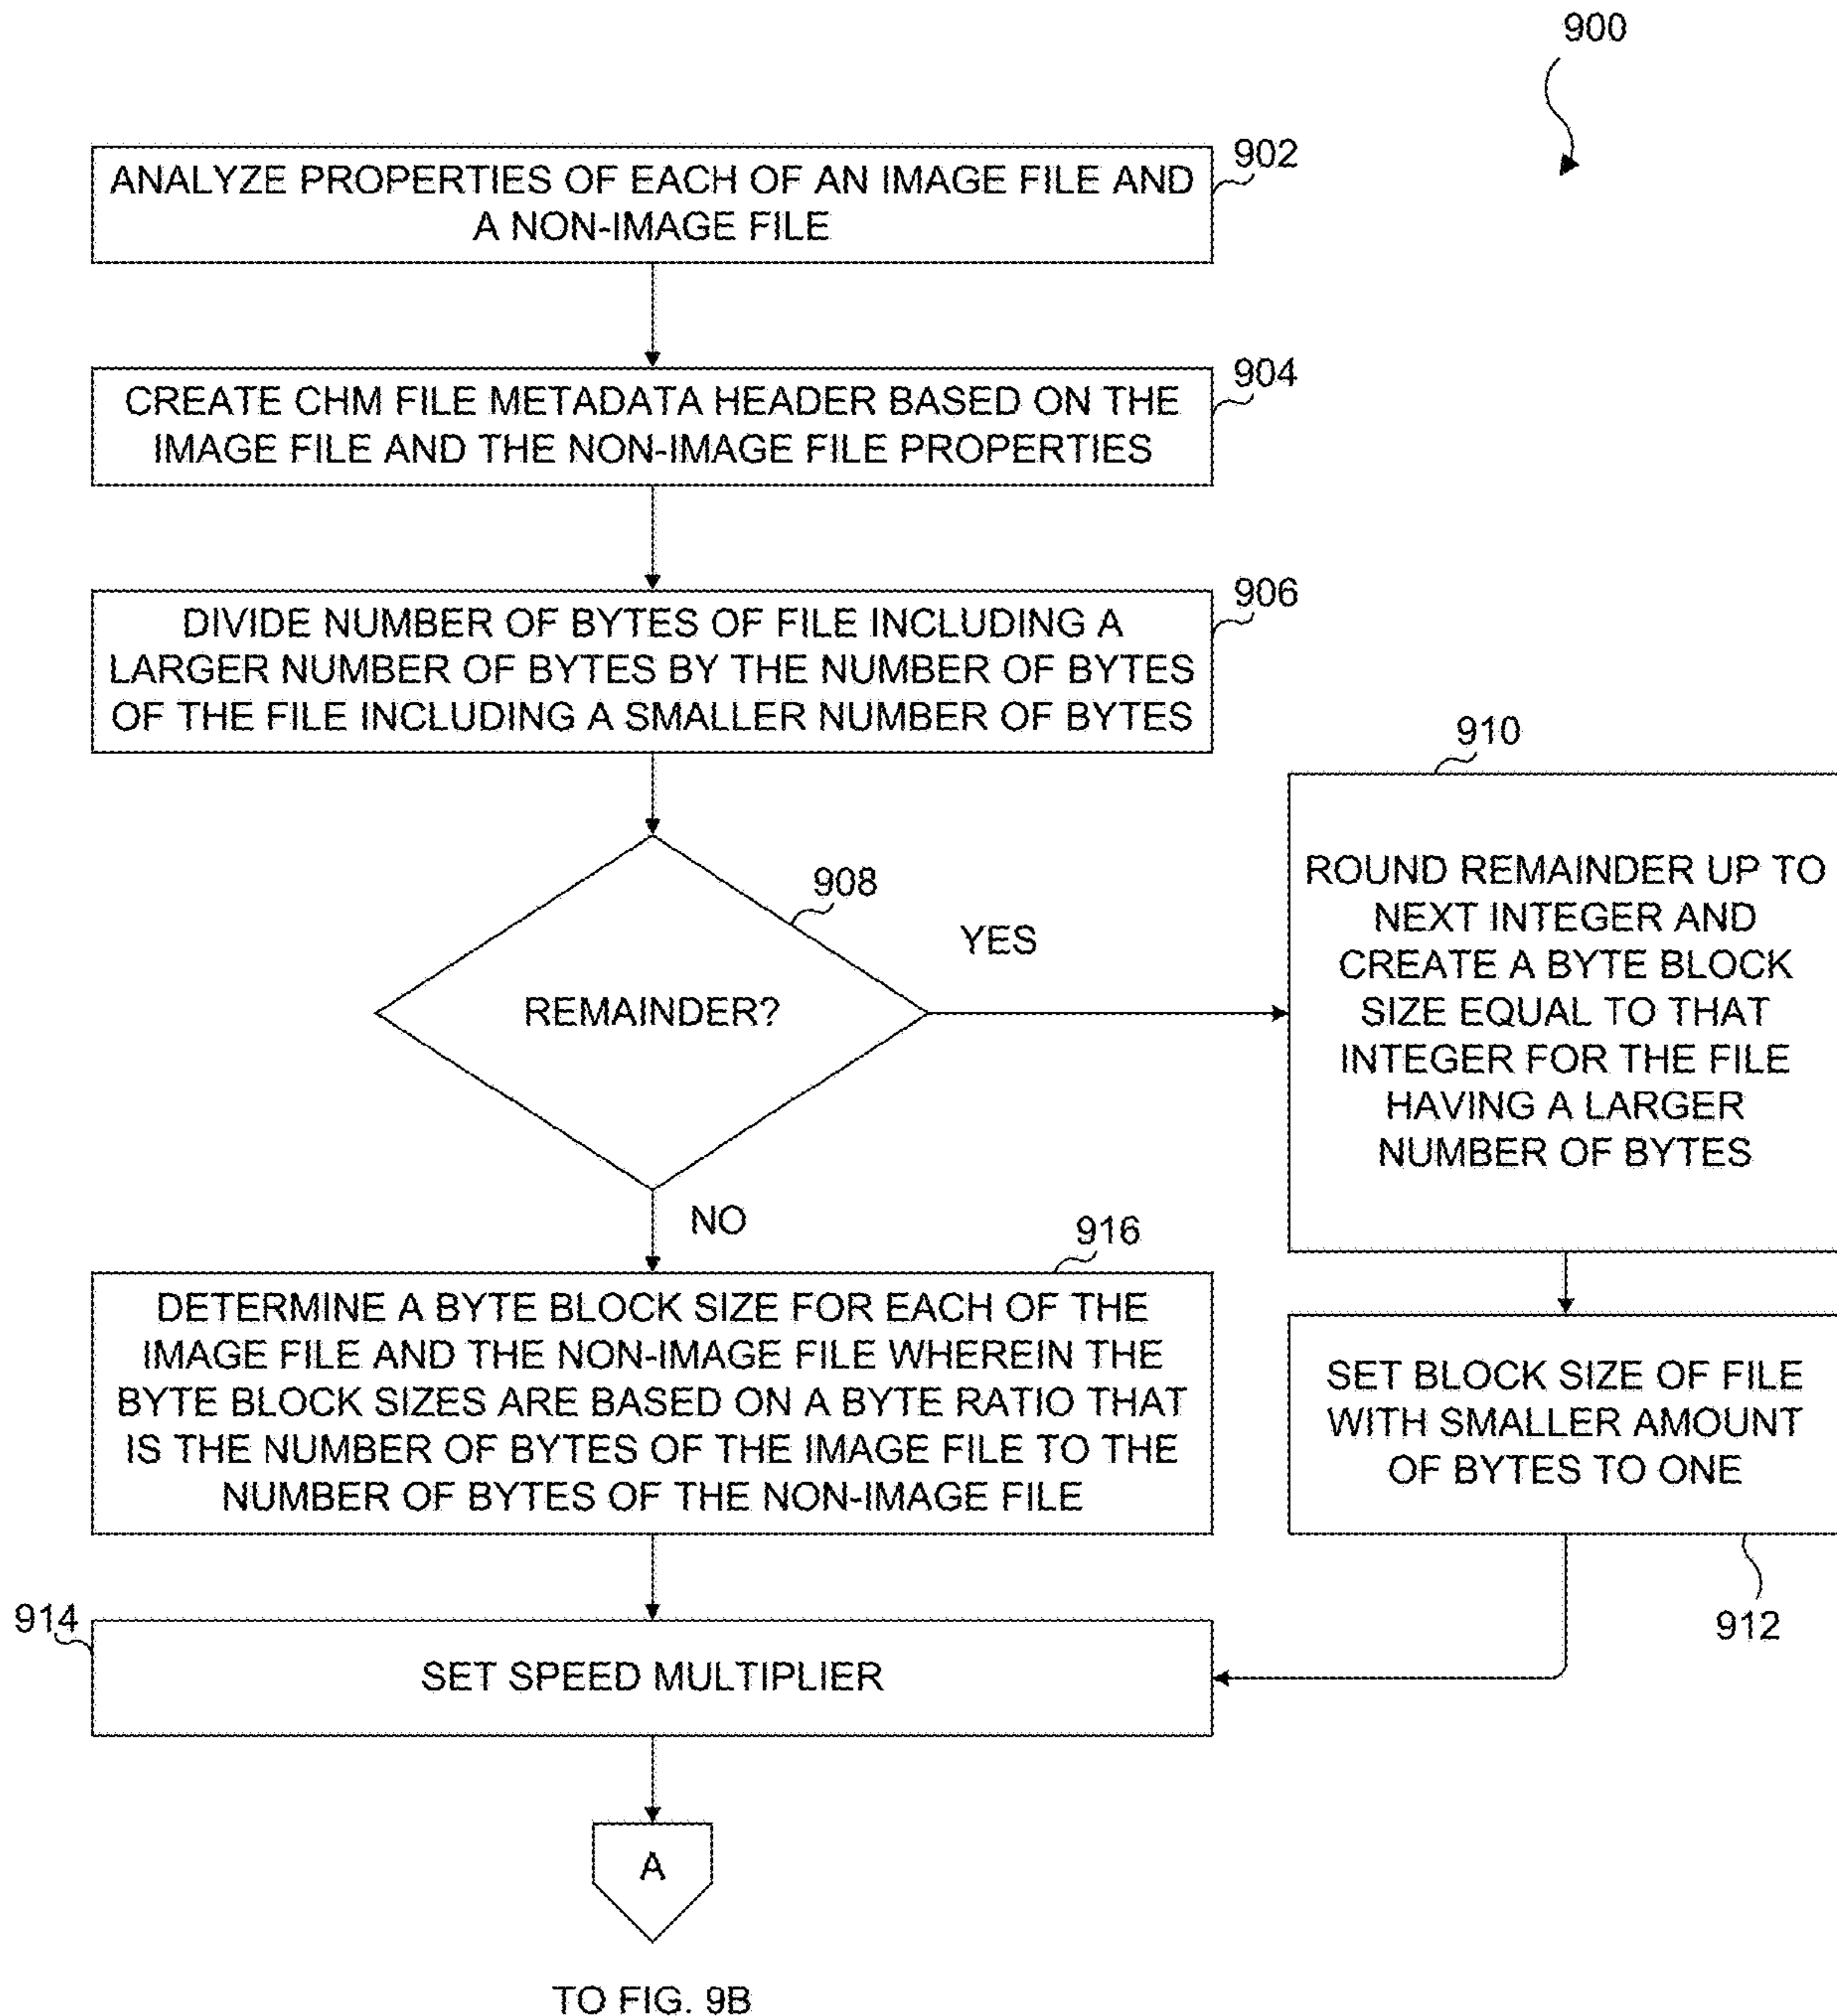 900
902
ANALYZE PROPERTIES OF EACH OF AN IMAGE FILE AND
A NON-IMAGE FILE
904
CREATE CHM FILE METADATA HEADER BASED ON THE
IMAGE FILE AND THE NON-IMAGE FILE PROPERTIES
906
DIVIDE NUMBER OF BYTES OF FILE INCLUDING A
LARGER NUMBER OF BYTES BY THE NUMBER OF BYTES
OF THE FILE INCLUDING A SMALLER NUMBER OF BYTES
908
REMAINDER?
YES
910
ROUND REMAINDER UP TO
NEXT INTEGER AND
CREATE A BYTE BLOCK
SIZE EQUAL TO THAT
INTEGER FOR THE FILE
HAVING A LARGER
NUMBER OF BYTES
NO
916
DETERMINE A BYTE BLOCK SIZE FOR EACH OF THE
IMAGE FILE AND THE NON-IMAGE FILE WHEREIN THE
BYTE BLOCK SIZES ARE BASED ON A BYTE RATIO THAT
IS THE NUMBER OF BYTES OF THE IMAGE FILE TO THE
NUMBER OF BYTES OF THE NON-IMAGE FILE
SET BLOCK SIZE OF FILE
WITH SMALLER AMOUNT
OF BYTES TO ONE
912
914
SET SPEED MULTIPLIER
A
TO FIG. 9B